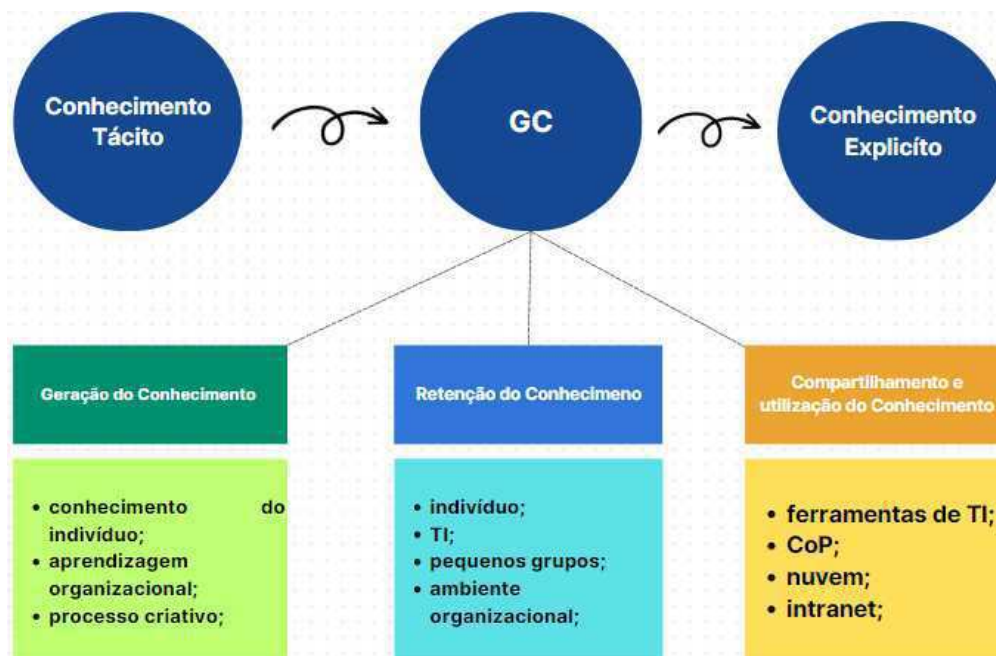 Conhecimento
Tácito
GC
Conhecimento
Explicíto
Geração do Conhecimento
Retenção do Conhecimeno
Compartilhamento e
utilização do Conhecimento
• conhecimento do
indivíduo;
• aprendizagem
organizacional;
• processo criativo;
• indivíduo;
• TI;
• pequenos grupos;
• ambiente
organizacional;
• ferramentas de TI;
• CoP;
• nuvem;
• intranet;